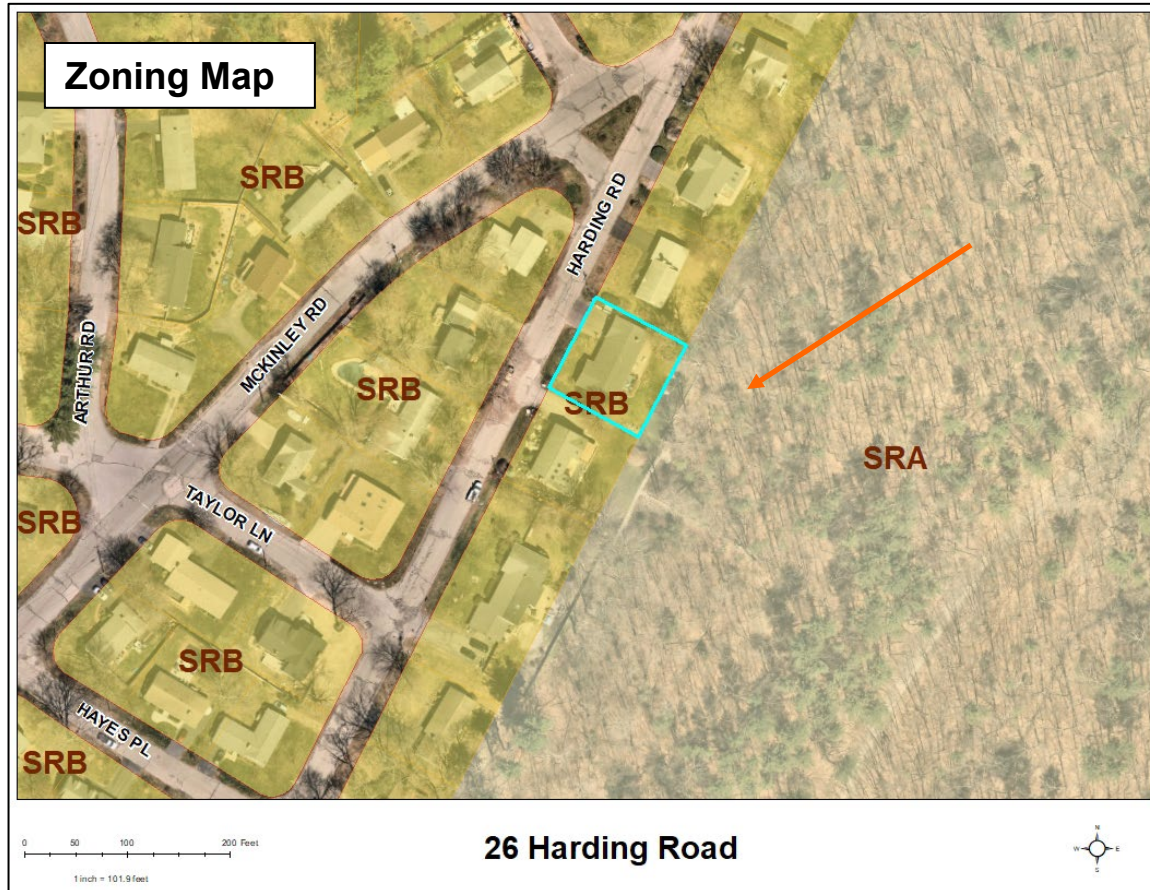 Zoning Map
SRB
SRB
HARDING RD
MCKINLEY RD
ARTHUR RD
SRB
SRB
SRA
TAYLOR LN
SRB
SRB
HAYES PL
SRB
0 50 100 200 Feet
1 inch = 101.9 feet
26 Harding Road
N
W E
S